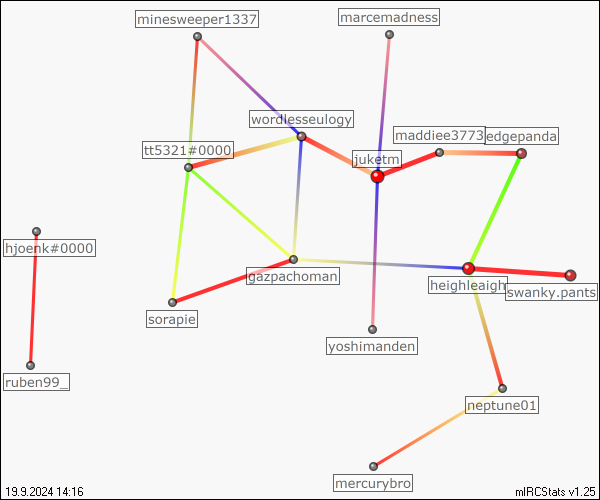 minesweeper1337
marcemadness
wordlesseulogy
maddiee3773
edgepanda
tt5321#0000
juketm
hjoenk#0000
gazpachoman
heighleaigh
swanky.pants
sorapie
yoshimanden
ruben99_
neptune01
mercurybro
19.9.2024 14:16
mIRCStats v1.25